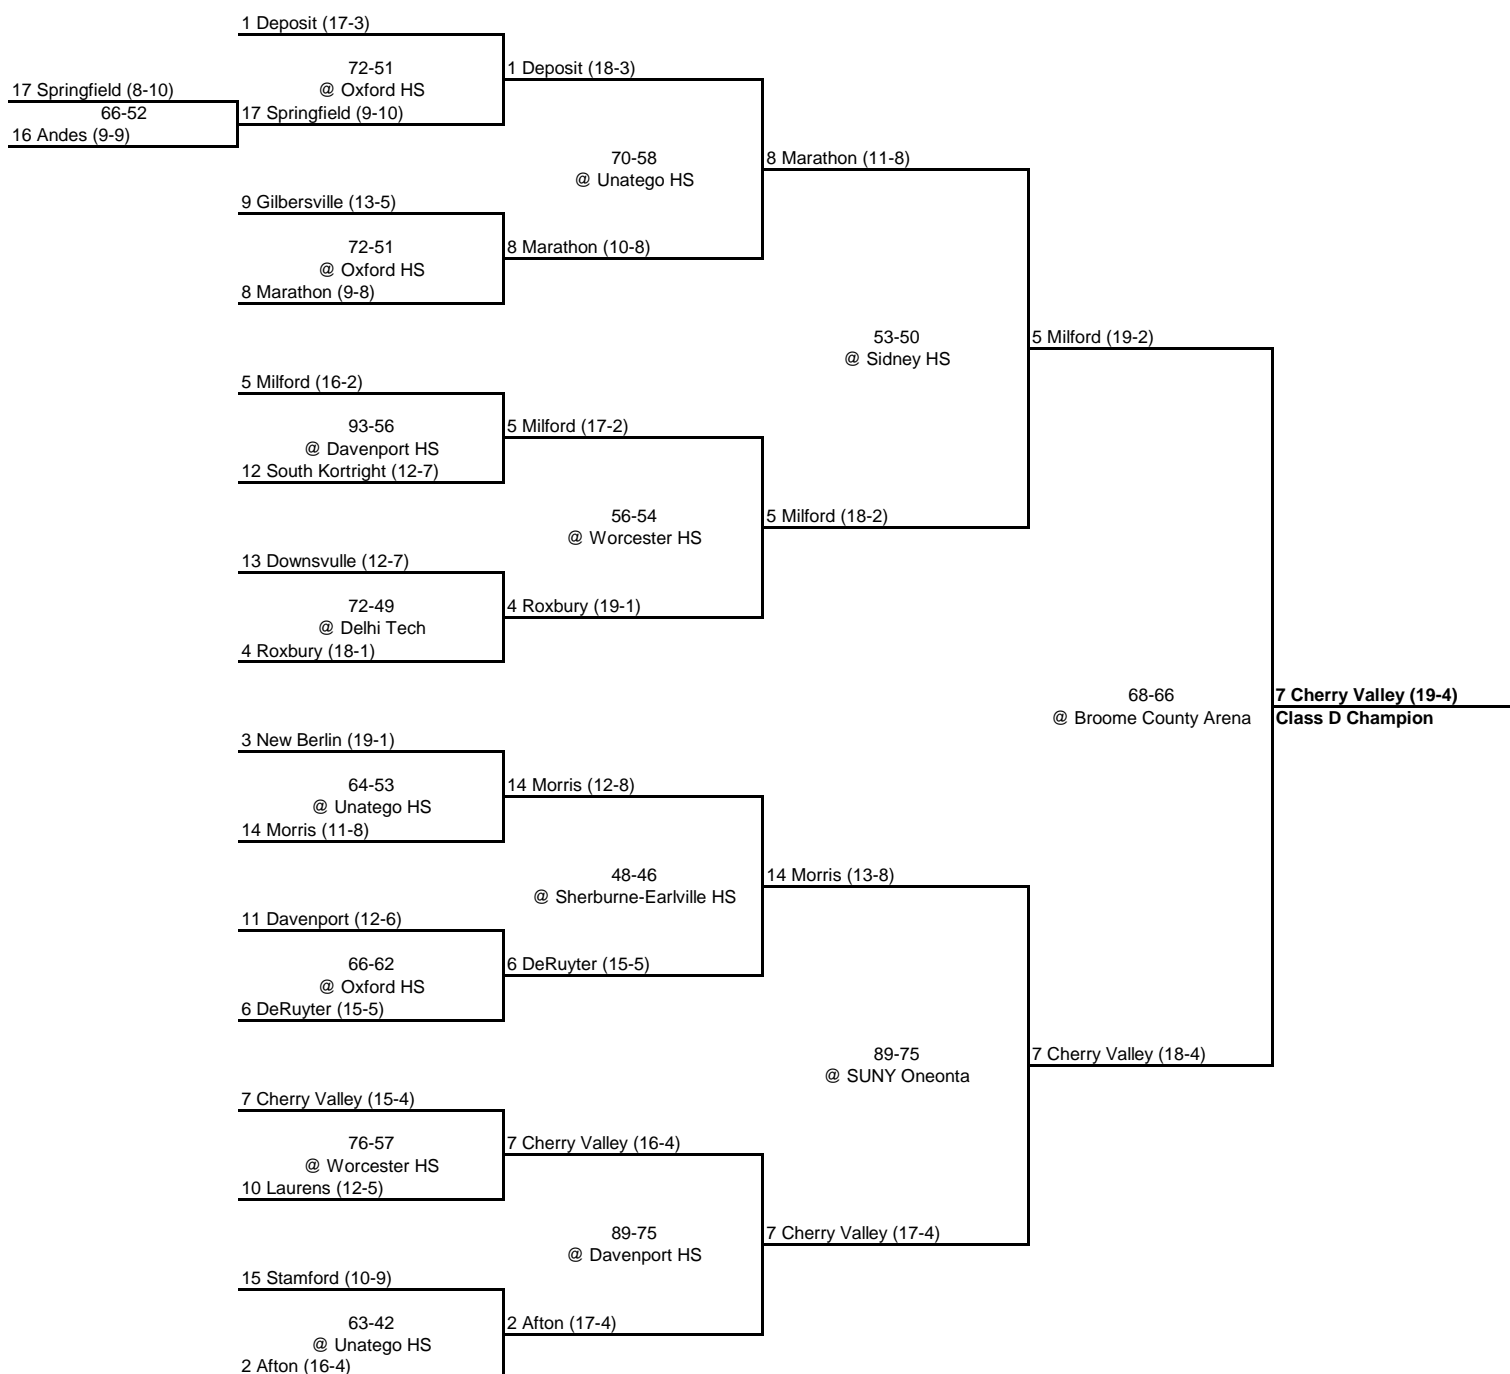 1 Deposit (17-3)
72-51
@ Oxford HS
1 Deposit (18-3)
17 Springfield (8-10)
66-52
16 Andes (9-9)
17 Springfield (9-10)
70-58
@ Unatego HS
8 Marathon (11-8)
9 Gilbersville (13-5)
72-51
@ Oxford HS
8 Marathon (10-8)
8 Marathon (9-8)
53-50
@ Sidney HS
5 Milford (19-2)
5 Milford (16-2)
93-56
@ Davenport HS
5 Milford (17-2)
12 South Kortright (12-7)
56-54
@ Worcester HS
5 Milford (18-2)
13 Downsvulle (12-7)
72-49
@ Delhi Tech
4 Roxbury (19-1)
4 Roxbury (18-1)
68-66
@ Broome County Arena
7 Cherry Valley (19-4)
Class D Champion
3 New Berlin (19-1)
64-53
@ Unatego HS
14 Morris (12-8)
14 Morris (11-8)
48-46
@ Sherburne-Earlville HS
14 Morris (13-8)
11 Davenport (12-6)
66-62
@ Oxford HS
6 DeRuyter (15-5)
6 DeRuyter (15-5)
89-75
@ SUNY Oneonta
7 Cherry Valley (18-4)
7 Cherry Valley (15-4)
76-57
@ Worcester HS
7 Cherry Valley (16-4)
10 Laurens (12-5)
89-75
@ Davenport HS
7 Cherry Valley (17-4)
15 Stamford (10-9)
63-42
@ Unatego HS
2 Afton (17-4)
2 Afton (16-4)